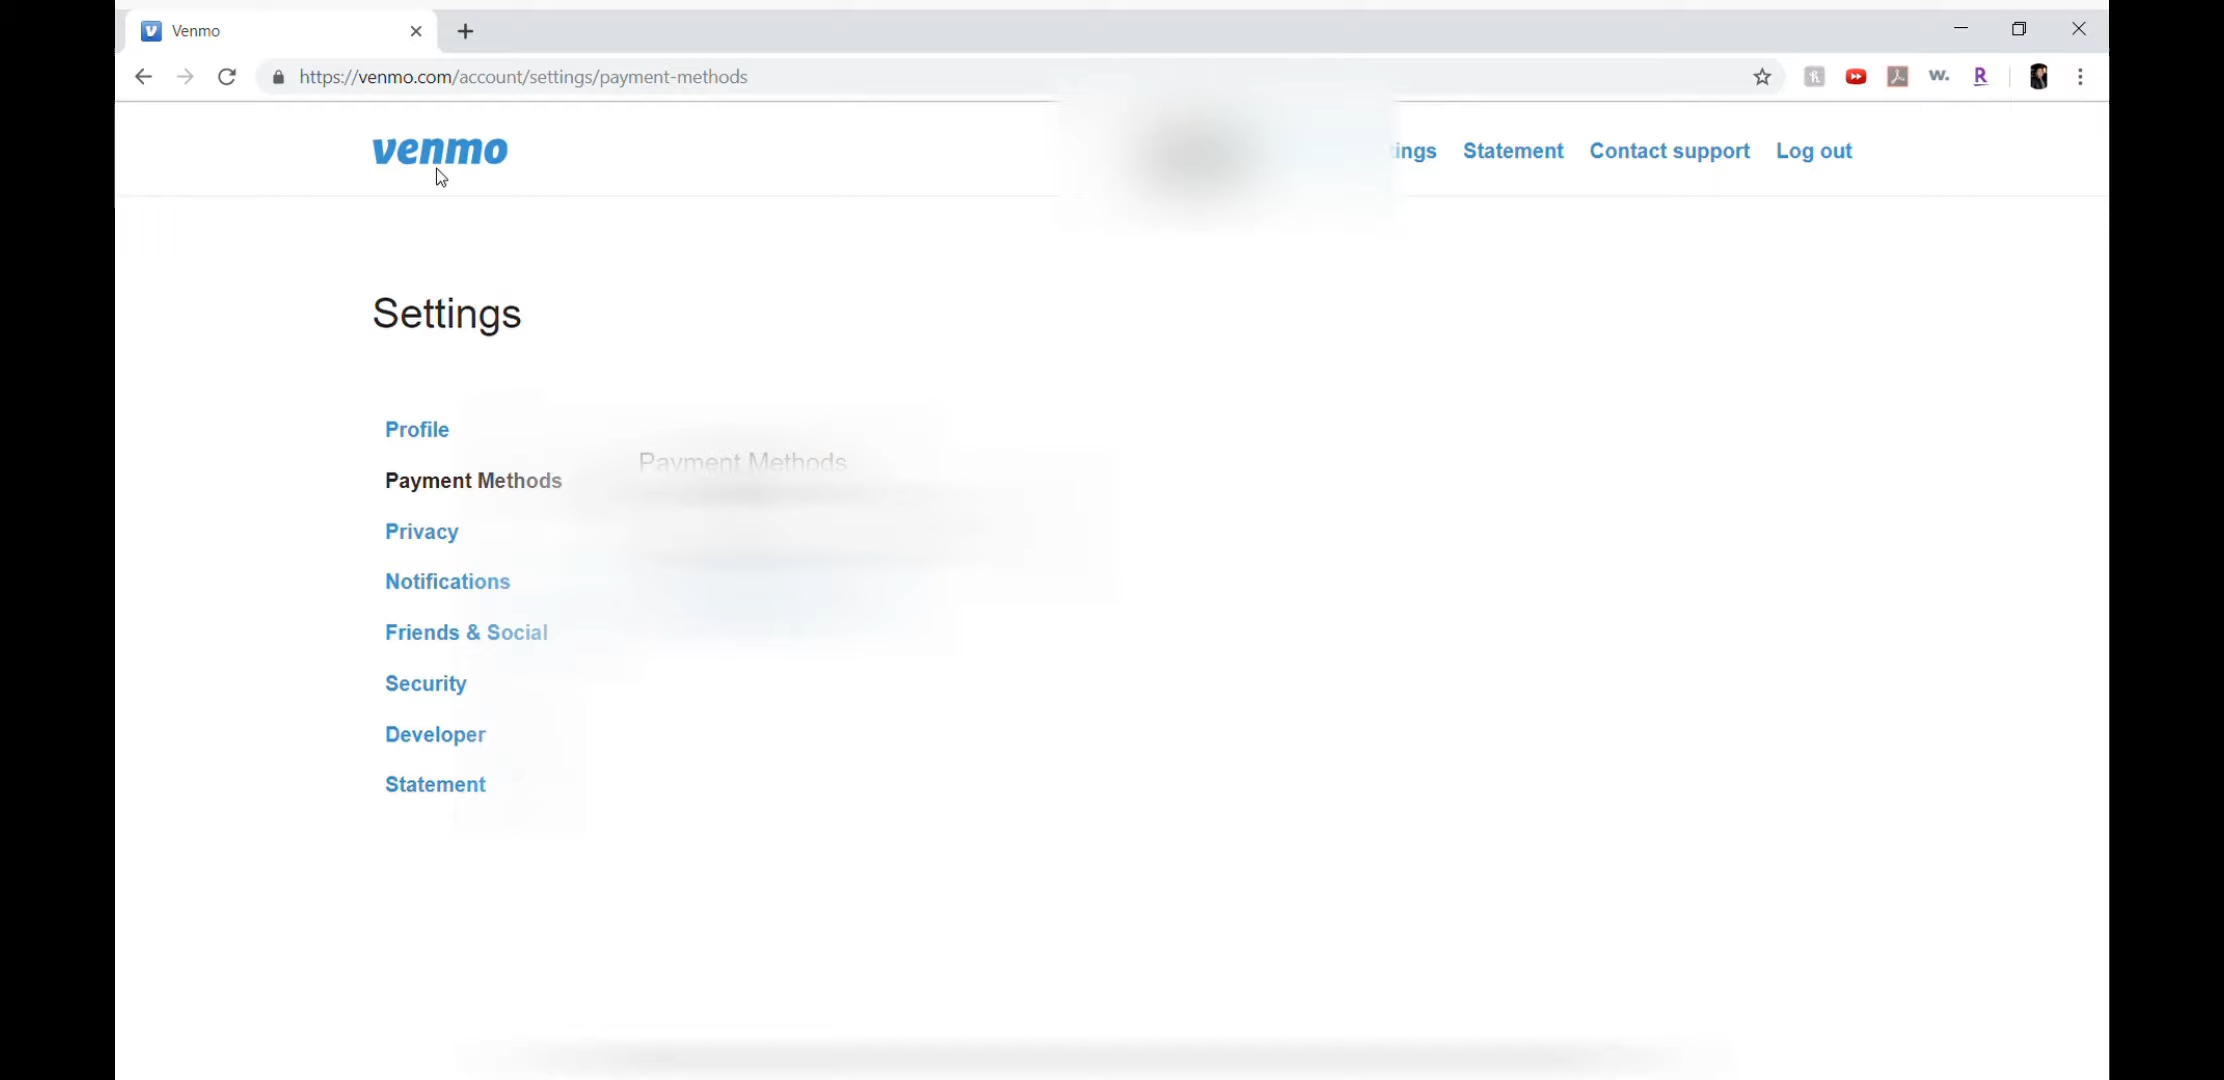 Venmo
https://venmo.com/account/settings/payment-methods
w.
R
venmo
Statement Contact support Log out
Settings
Profile
Payment Methods
Payment Methods
Privacy
Notifications
Friends & Social
Security
Developer
Statement